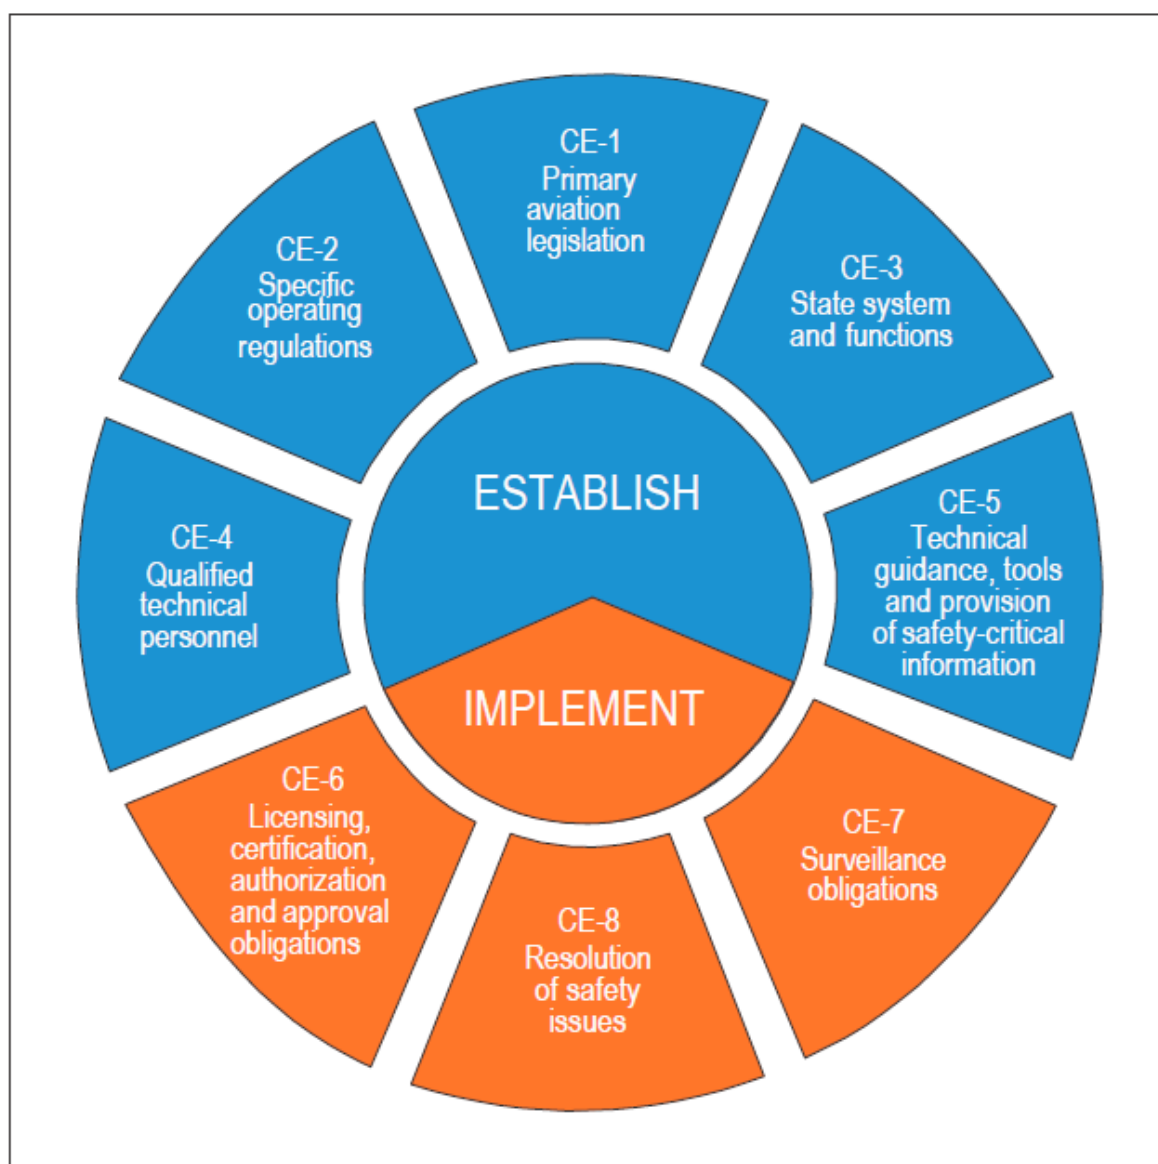 CE-1
Primary
aviation
legislation
CE-2
Specific
operating
regulations
CE-3
State system
and functions
ESTABLISH
CE-4
Qualified
technical
personnel
CE-5
Technical
guidance, tools
and provision
of safety-critical
information
IMPLEMENT
CE-6
Licensing,
certification,
authorization
and approval
obligations
CE-7
Surveillance
obligations
CE-8
Resolution
of safety
issues